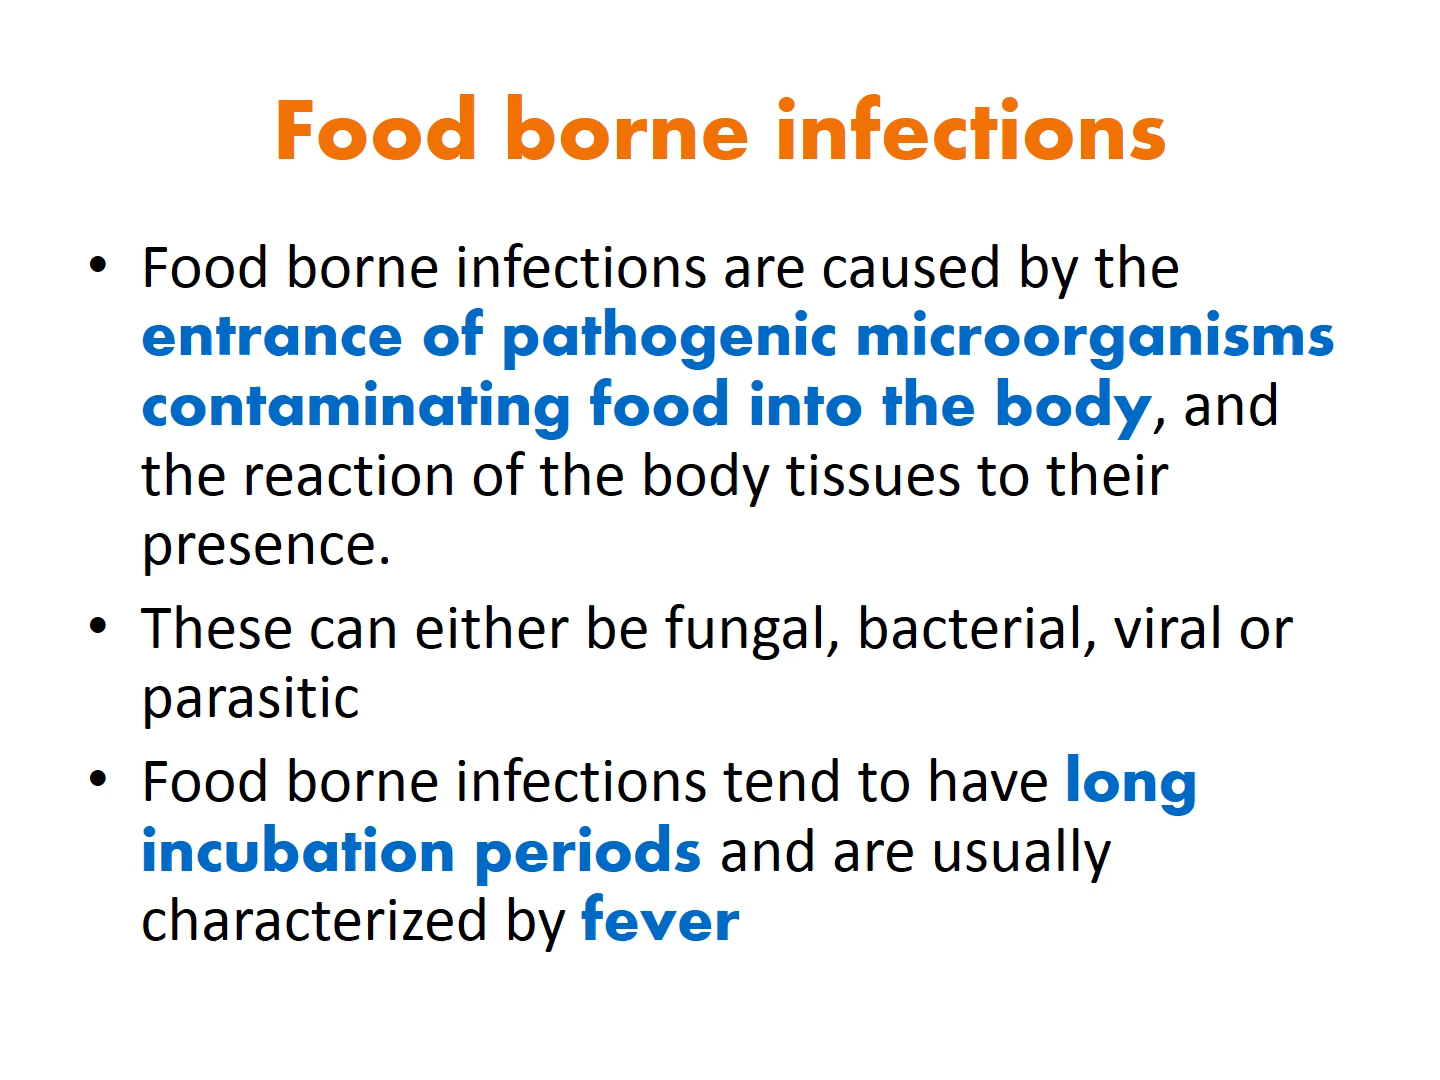 Food borne infections
• Food borne infections are caused by the
entrance of pathogenic microorganisms
contaminating food into the body, and
the reaction of the body tissues to their
presence.
• These can either be fungal, bacterial, viral or
parasitic
• Food borne infections tend to have long
incubation periods and are usually
characterized by fever